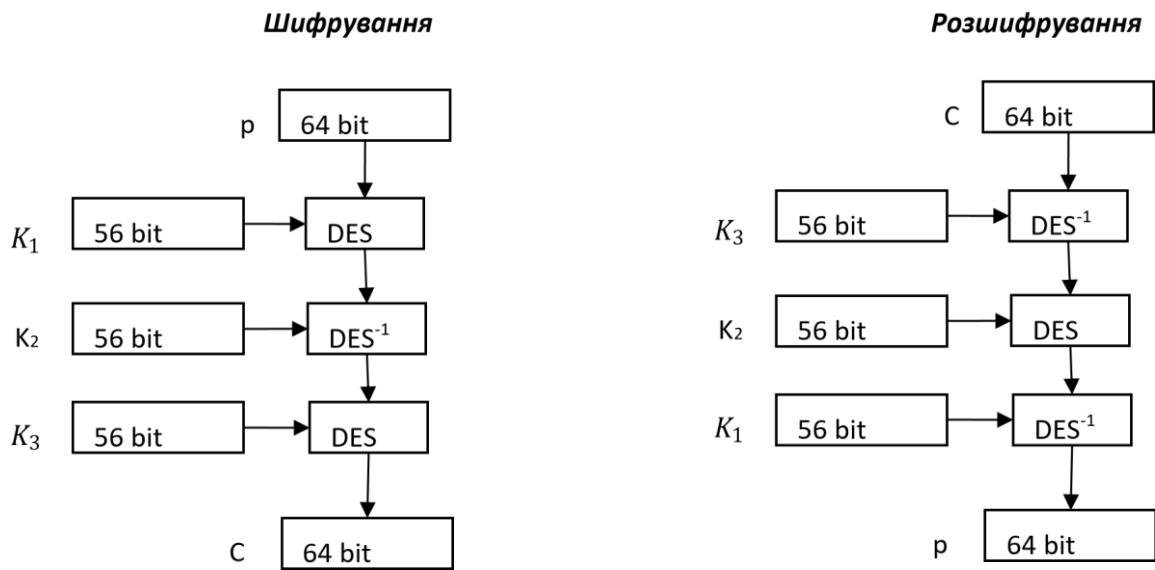 Шифрування
p 64 bit
K₁ 56 bit DES
K₂ 56 bit DES⁻¹
K₃ 56 bit DES
C 64 bit
Розшифрування
C 64 bit
K₃ 56 bit DES⁻¹
K₂ 56 bit DES
K₁ 56 bit DES⁻¹
p 64 bit